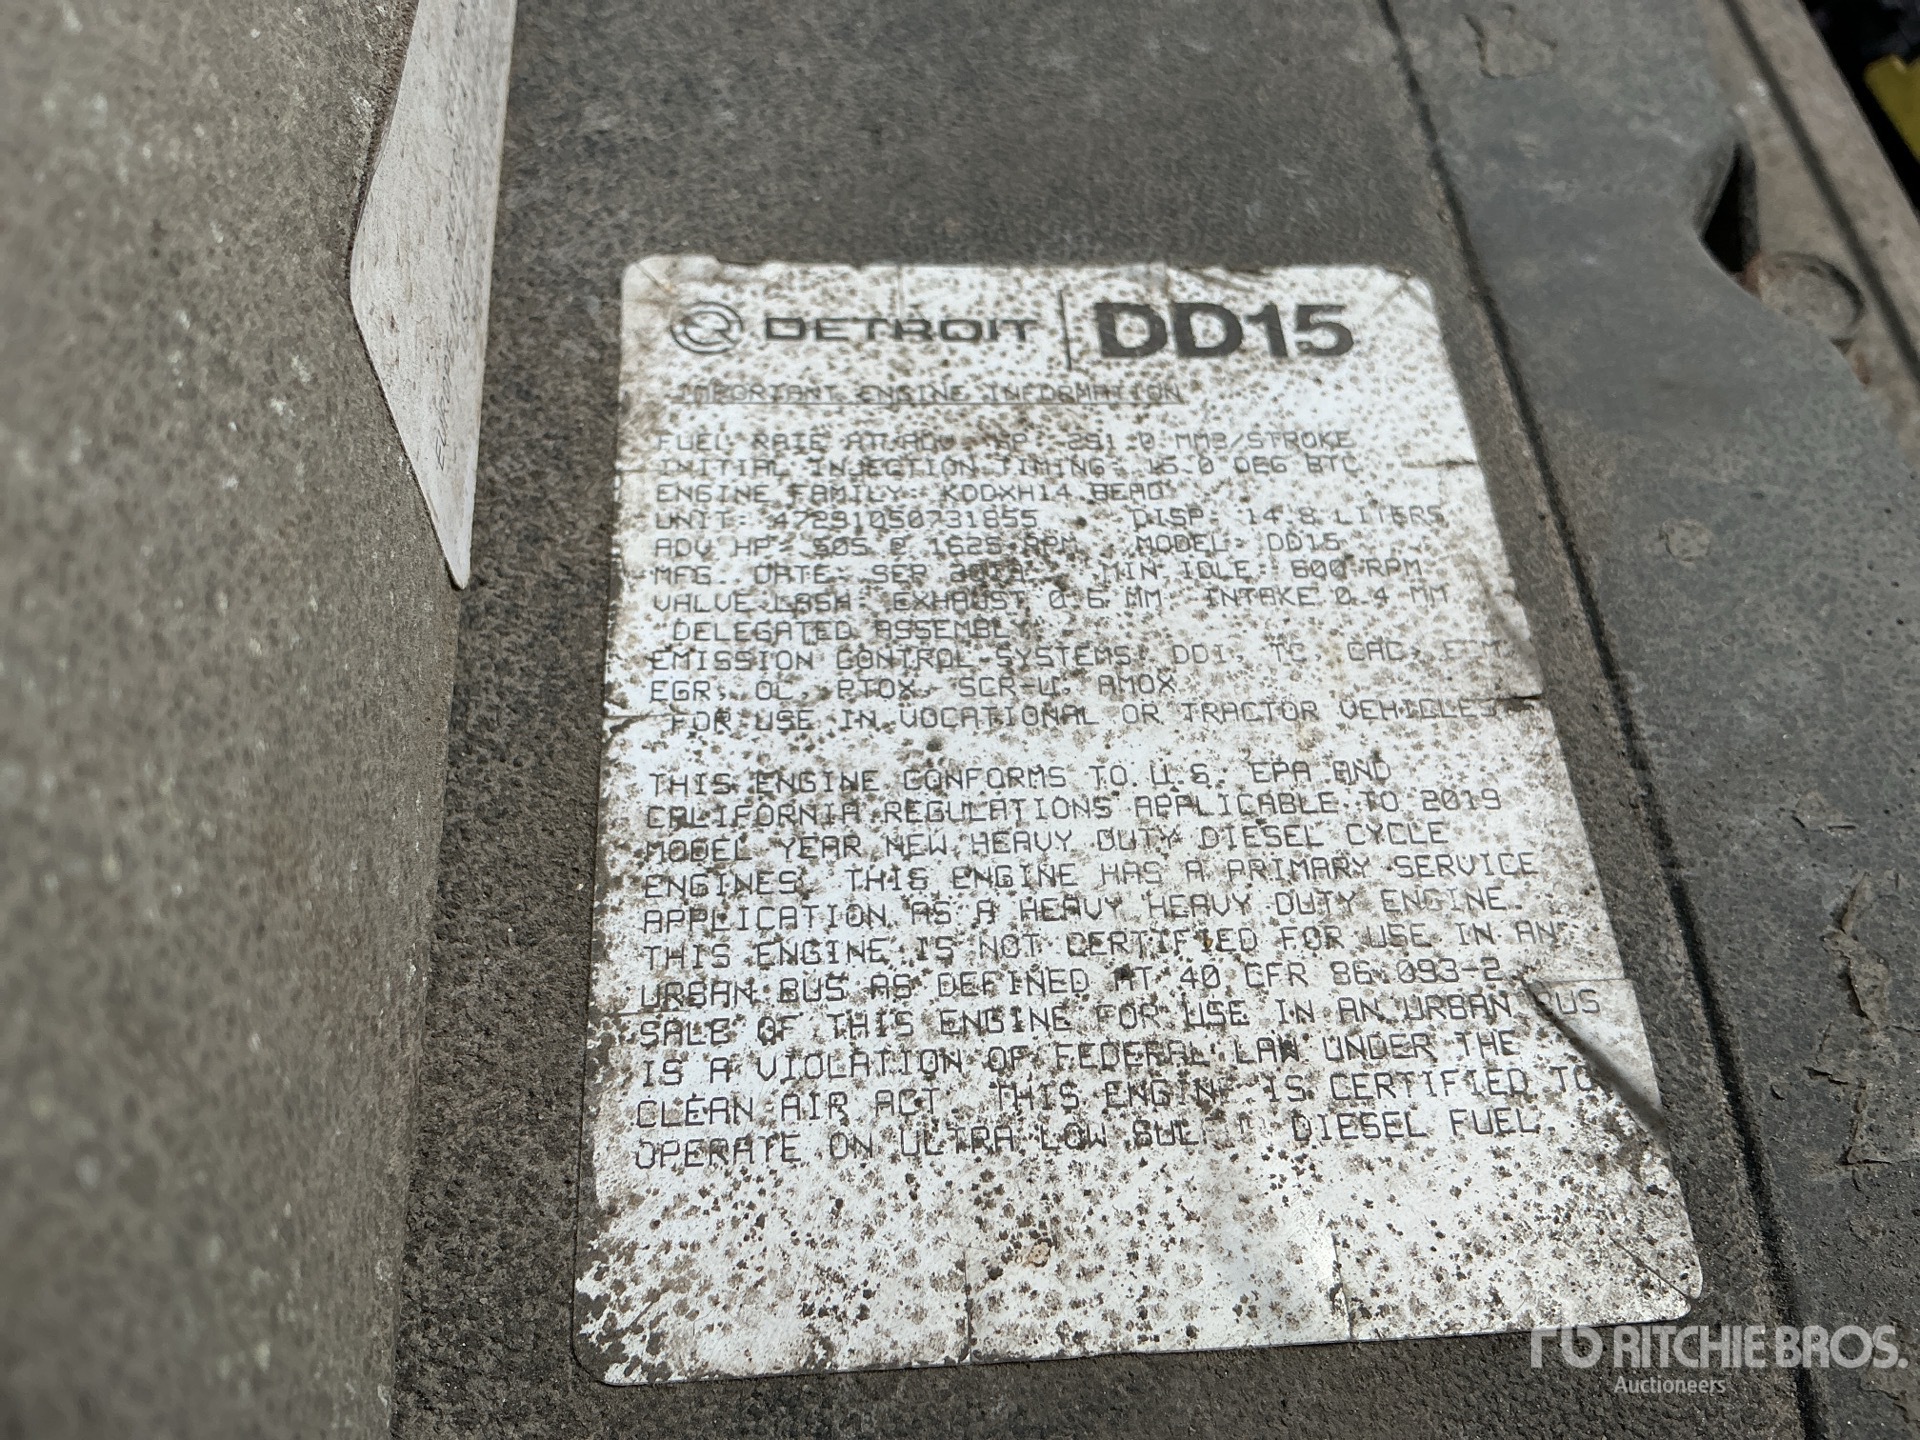 DETROIT DD15
IMPORTANT ENGINE INFORMATION
FUEL RATE AT ADV. HP: 291.0 MM3/STROKE
INITIAL INJECTION TIMING: 15.0 DEG BTC
ENGINE FAMILY: KDDXH14.8EAD
UNIT: 472910S0731855 DISP: 14.8 LITERS
ADV HP: 505 @ 1625 RPM MODEL: DD15
MFG. DATE: SEP 2019 MIN IDLE: 600 RPM
VALVE LASH: EXHAUST 0.6 MM INTAKE 0.4 MM
DELEGATED ASSEMBLY
EMISSION CONTROL SYSTEMS: DDI, TC, CAC, ECM,
EGR, OC, PTOX, SCR-U, AMOX
FOR USE IN VOCATIONAL OR TRACTOR VEHICLES
THIS ENGINE CONFORMS TO U.S. EPA AND
CALIFORNIA REGULATIONS APPLICABLE TO 2019
MODEL YEAR NEW HEAVY DUTY DIESEL CYCLE
ENGINES. THIS ENGINE HAS A PRIMARY SERVICE
APPLICATION AS A HEAVY HEAVY DUTY ENGINE.
THIS ENGINE IS NOT CERTIFIED FOR USE IN AN
URBAN BUS AS DEFINED AT 40 CFR 86.093-2.
SALE OF THIS ENGINE FOR USE IN AN URBAN BUS
IS A VIOLATION OF FEDERAL LAW UNDER THE
CLEAN AIR ACT. THIS ENGINE IS CERTIFIED TO
OPERATE ON ULTRA LOW SULFUR DIESEL FUEL.
rb RITCHIE BROS.
Auctioneers